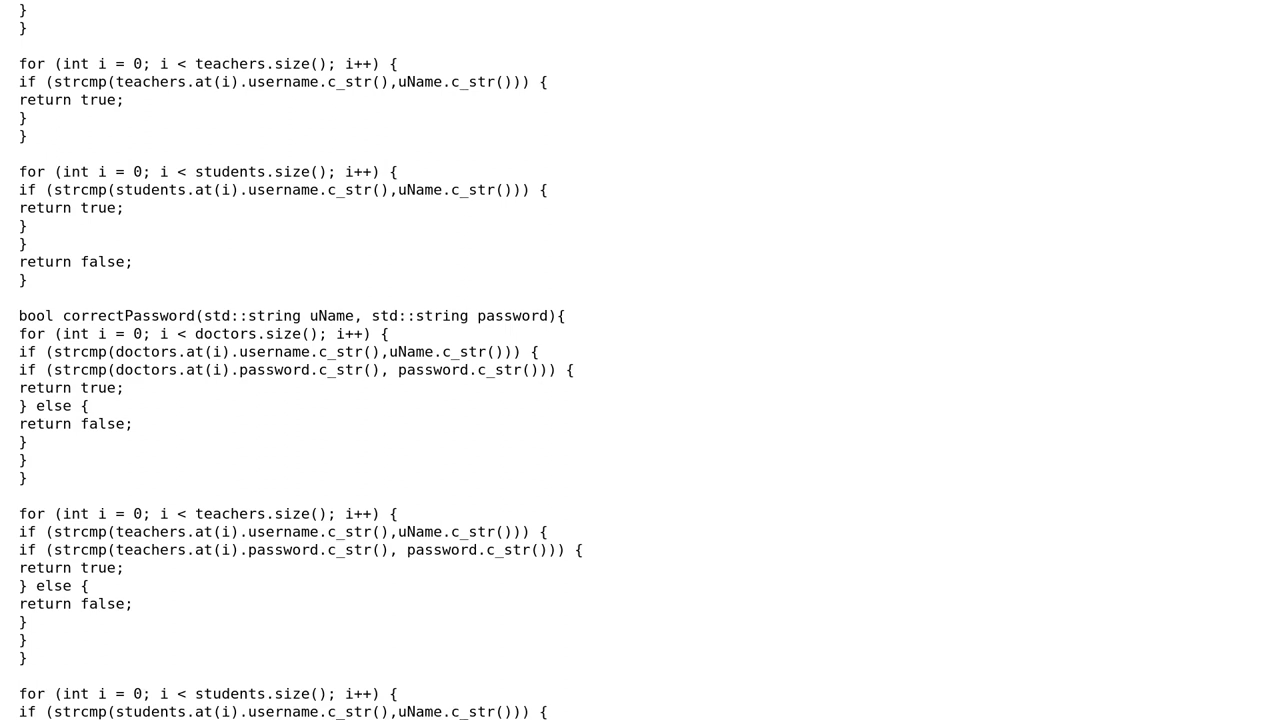 }
}
for (int i = 0; i < teachers.size(); i++) {
if (strcmp(teachers.at(i).username.c_str(),uName.c_str())) {
return true;
}
}
for (int i = 0; i < students.size(); i++) {
if (strcmp(students.at(i).username.c_str(),uName.c_str())) {
return true;
}
}
return false;
}
bool correctPassword(std::string uName, std::string password){
for (int i = 0; i < doctors.size(); i++) {
if (strcmp(doctors.at(i).username.c_str(),uName.c_str())) {
if (strcmp(doctors.at(i).password.c_str(), password.c_str())) {
return true;
} else {
return false;
}
}
}
for (int i = 0; i < teachers.size(); i++) {
if (strcmp(teachers.at(i).username.c_str(),uName.c_str())) {
if (strcmp(teachers.at(i).password.c_str(), password.c_str())) {
return true;
} else {
return false;
}
}
}
for (int i = 0; i < students.size(); i++) {
if (strcmp(students.at(i).username.c_str(),uName.c_str())) {